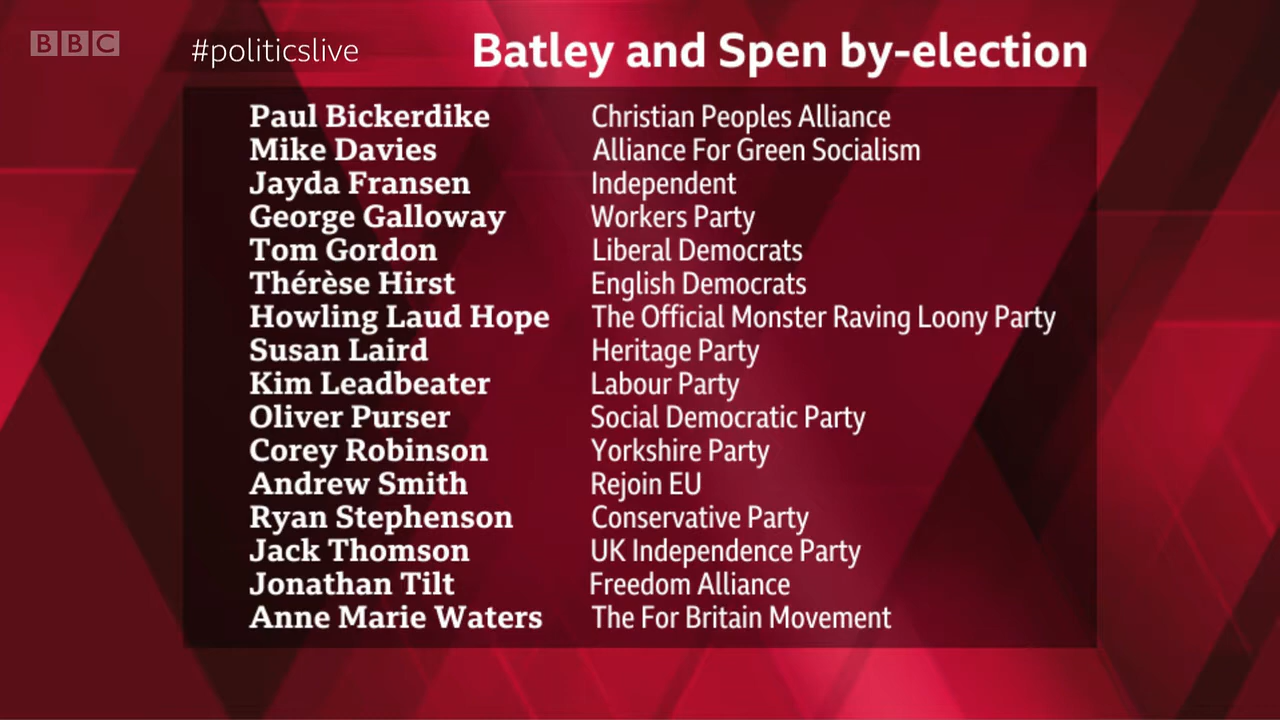 BBC
#politicslive
Batley and Spen by-election
Paul Bickerdike Christian Peoples Alliance
Mike Davies Alliance For Green Socialism
Jayda Fransen Independent
George Galloway Workers Party
Tom Gordon Liberal Democrats
Thérèse Hirst English Democrats
Howling Laud Hope The Official Monster Raving Loony Party
Susan Laird Heritage Party
Kim Leadbeater Labour Party
Oliver Purser Social Democratic Party
Corey Robinson Yorkshire Party
Andrew Smith Rejoin EU
Ryan Stephenson Conservative Party
Jack Thomson UK Independence Party
Jonathan Tilt Freedom Alliance
Anne Marie Waters The For Britain Movement